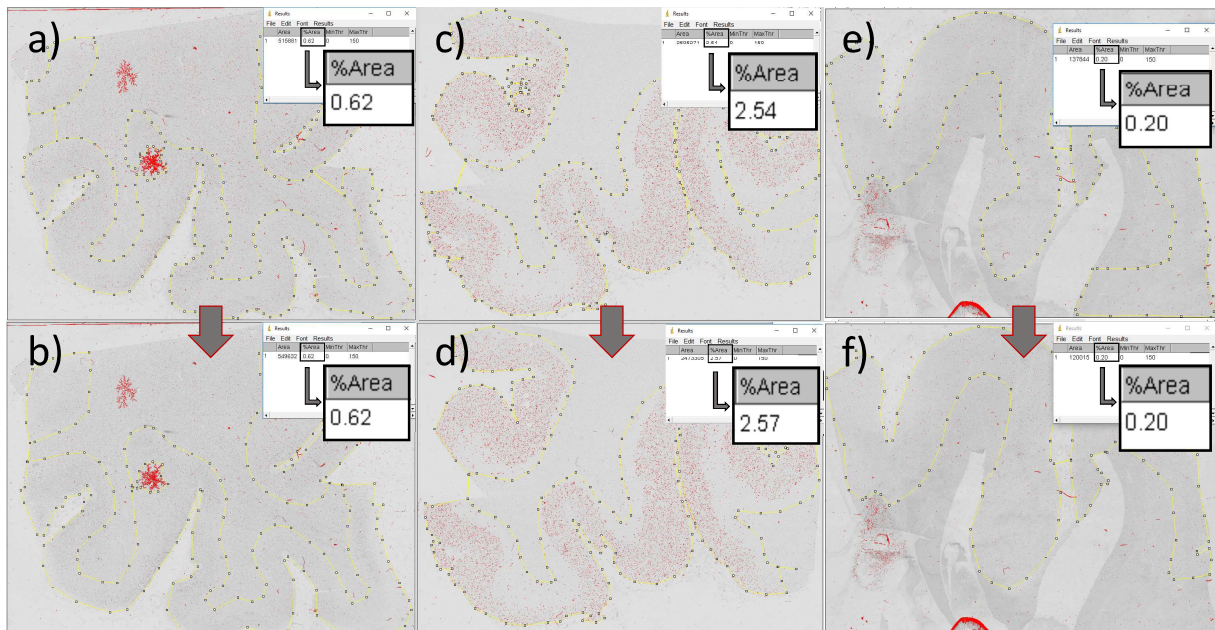 a)
Results
File Edit Font Results
Area %Area MinThr MaxThr
1 515881 0.62 0 150
%Area
0.62
c)
Results
File Edit Font Results
Area %Area MinThr MaxThr
1 0 150
%Area
2.54
e)
Results
File Edit Font Results
Area %Area MinThr MaxThr
1 137844 0.20 0 150
%Area
0.20
b)
Results
File Edit Font Results
Area %Area MinThr MaxThr
1 549632 0.62 0 150
%Area
0.62
d)
Results
File Edit Font Results
Area %Area MinThr MaxThr
1 2.57 0 150
%Area
2.57
f)
Results
File Edit Font Results
Area %Area MinThr MaxThr
1 120015 0.20 0 150
%Area
0.20